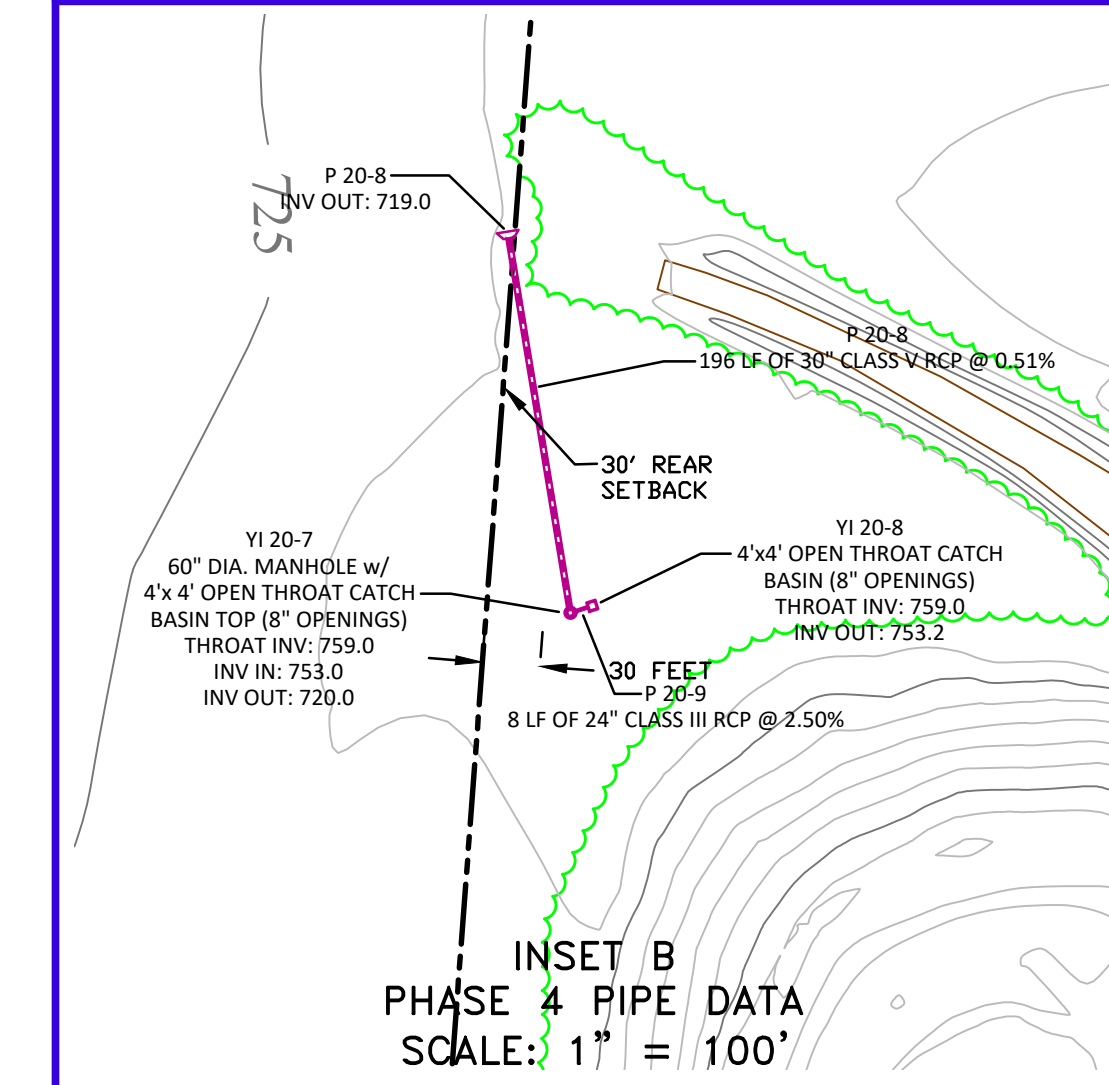 P 20-8
INV OUT: 719.0
725
P 20-8
196 LF OF 30" CLASS V RCP @ 0.51%
30' REAR
SETBACK
YI 20-7
60" DIA. MANHOLE w/
4'x 4' OPEN THROAT CATCH
BASIN TOP (8" OPENINGS)
THROAT INV: 759.0
INV IN: 753.0
INV OUT: 720.0
YI 20-8
4'x4' OPEN THROAT CATCH
BASIN (8" OPENINGS)
THROAT INV: 759.0
INV OUT: 753.2
30 FEET
P 20-9
8 LF OF 24" CLASS III RCP @ 2.50%
INSET B
PHASE 4 PIPE DATA
SCALE: 1" = 100'